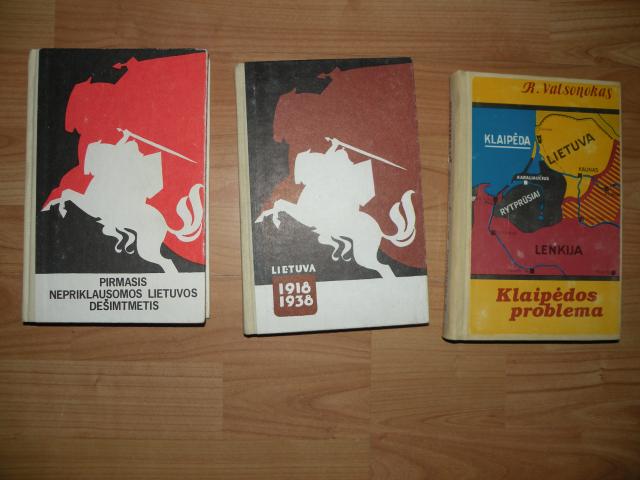 PIRMASIS
NEPRIKLAUSOMOS LIETUVOS
DEŠIMTMETIS
LIETUVA
1918
1938
R. Valsonokas
KLAIPĖDA
LIETUVA
KAUNAS
KARALIAUČIUS
RYTPRŪSIAI
LENKIJA
Klaipėdos
problema